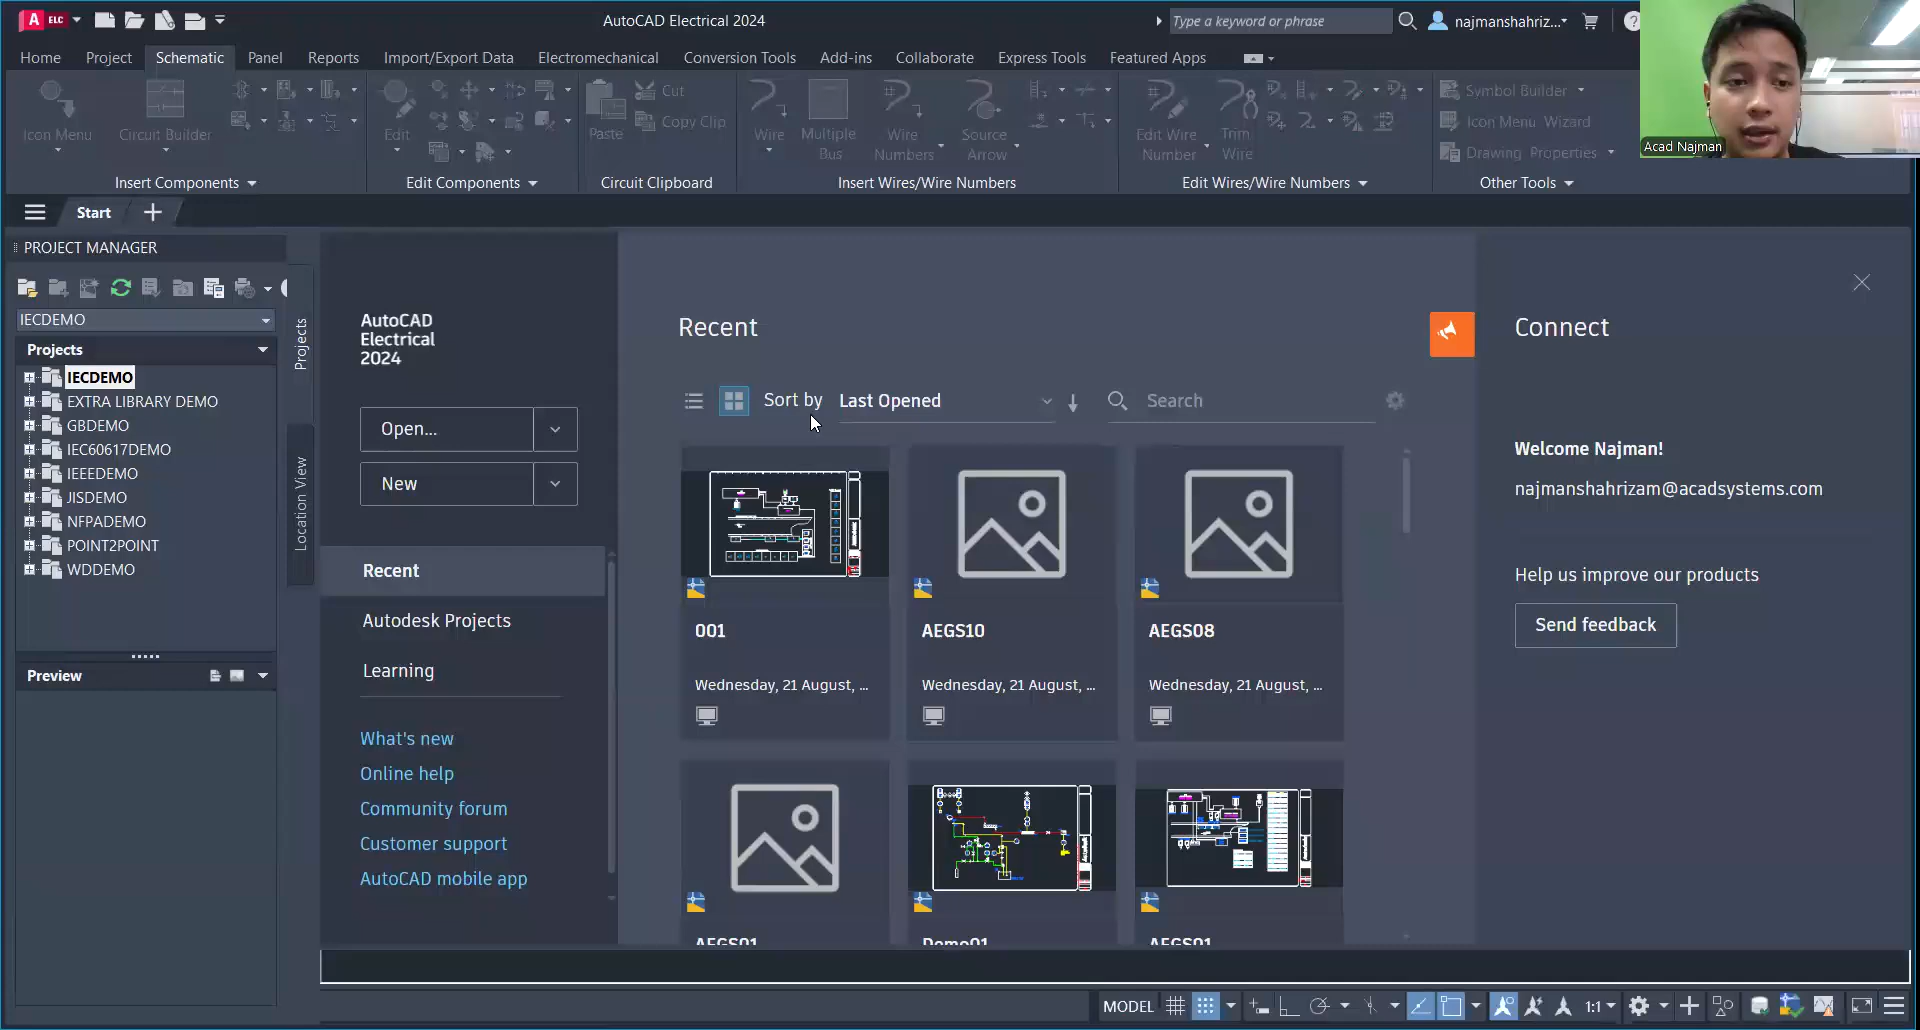 A ELC
AutoCAD Electrical 2024
Type a keyword or phrase
najmanshahriz...
Home
Project
Schematic
Panel
Reports
Import/Export Data
Electromechanical
Conversion Tools
Add-ins
Collaborate
Express Tools
Featured Apps
Icon Menu
Circuit Builder
Edit
Paste
Cut
Copy Clip
Wire
Multiple
Bus
Wire
Numbers
Source
Arrow
Edit Wire
Number
Trim
Wire
Symbol Builder
Icon Menu Wizard
Drawing Properties
Acad Najman
Insert Components
Edit Components
Circuit Clipboard
Insert Wires/Wire Numbers
Edit Wires/Wire Numbers
Other Tools
Start
PROJECT MANAGER
IECDEMO
Projects
IECDEMO
EXTRA LIBRARY DEMO
GBDEMO
IEC60617DEMO
IEEEDEMO
JISDEMO
NFPADEMO
POINT2POINT
WDDEMO
Preview
Projects
Location View
AutoCAD
Electrical
2024
Open...
New
Recent
Autodesk Projects
Learning
What's new
Online help
Community forum
Customer support
AutoCAD mobile app
Recent
Sort by
Last Opened
Search
001
Wednesday, 21 August, ...
AEGS10
Wednesday, 21 August, ...
AEGS08
Wednesday, 21 August, ...
AEGS01
Demo01
AEGS01
Connect
Welcome Najman!
najmanshahrizam@acadsystems.com
Help us improve our products
Send feedback
MODEL
1:1